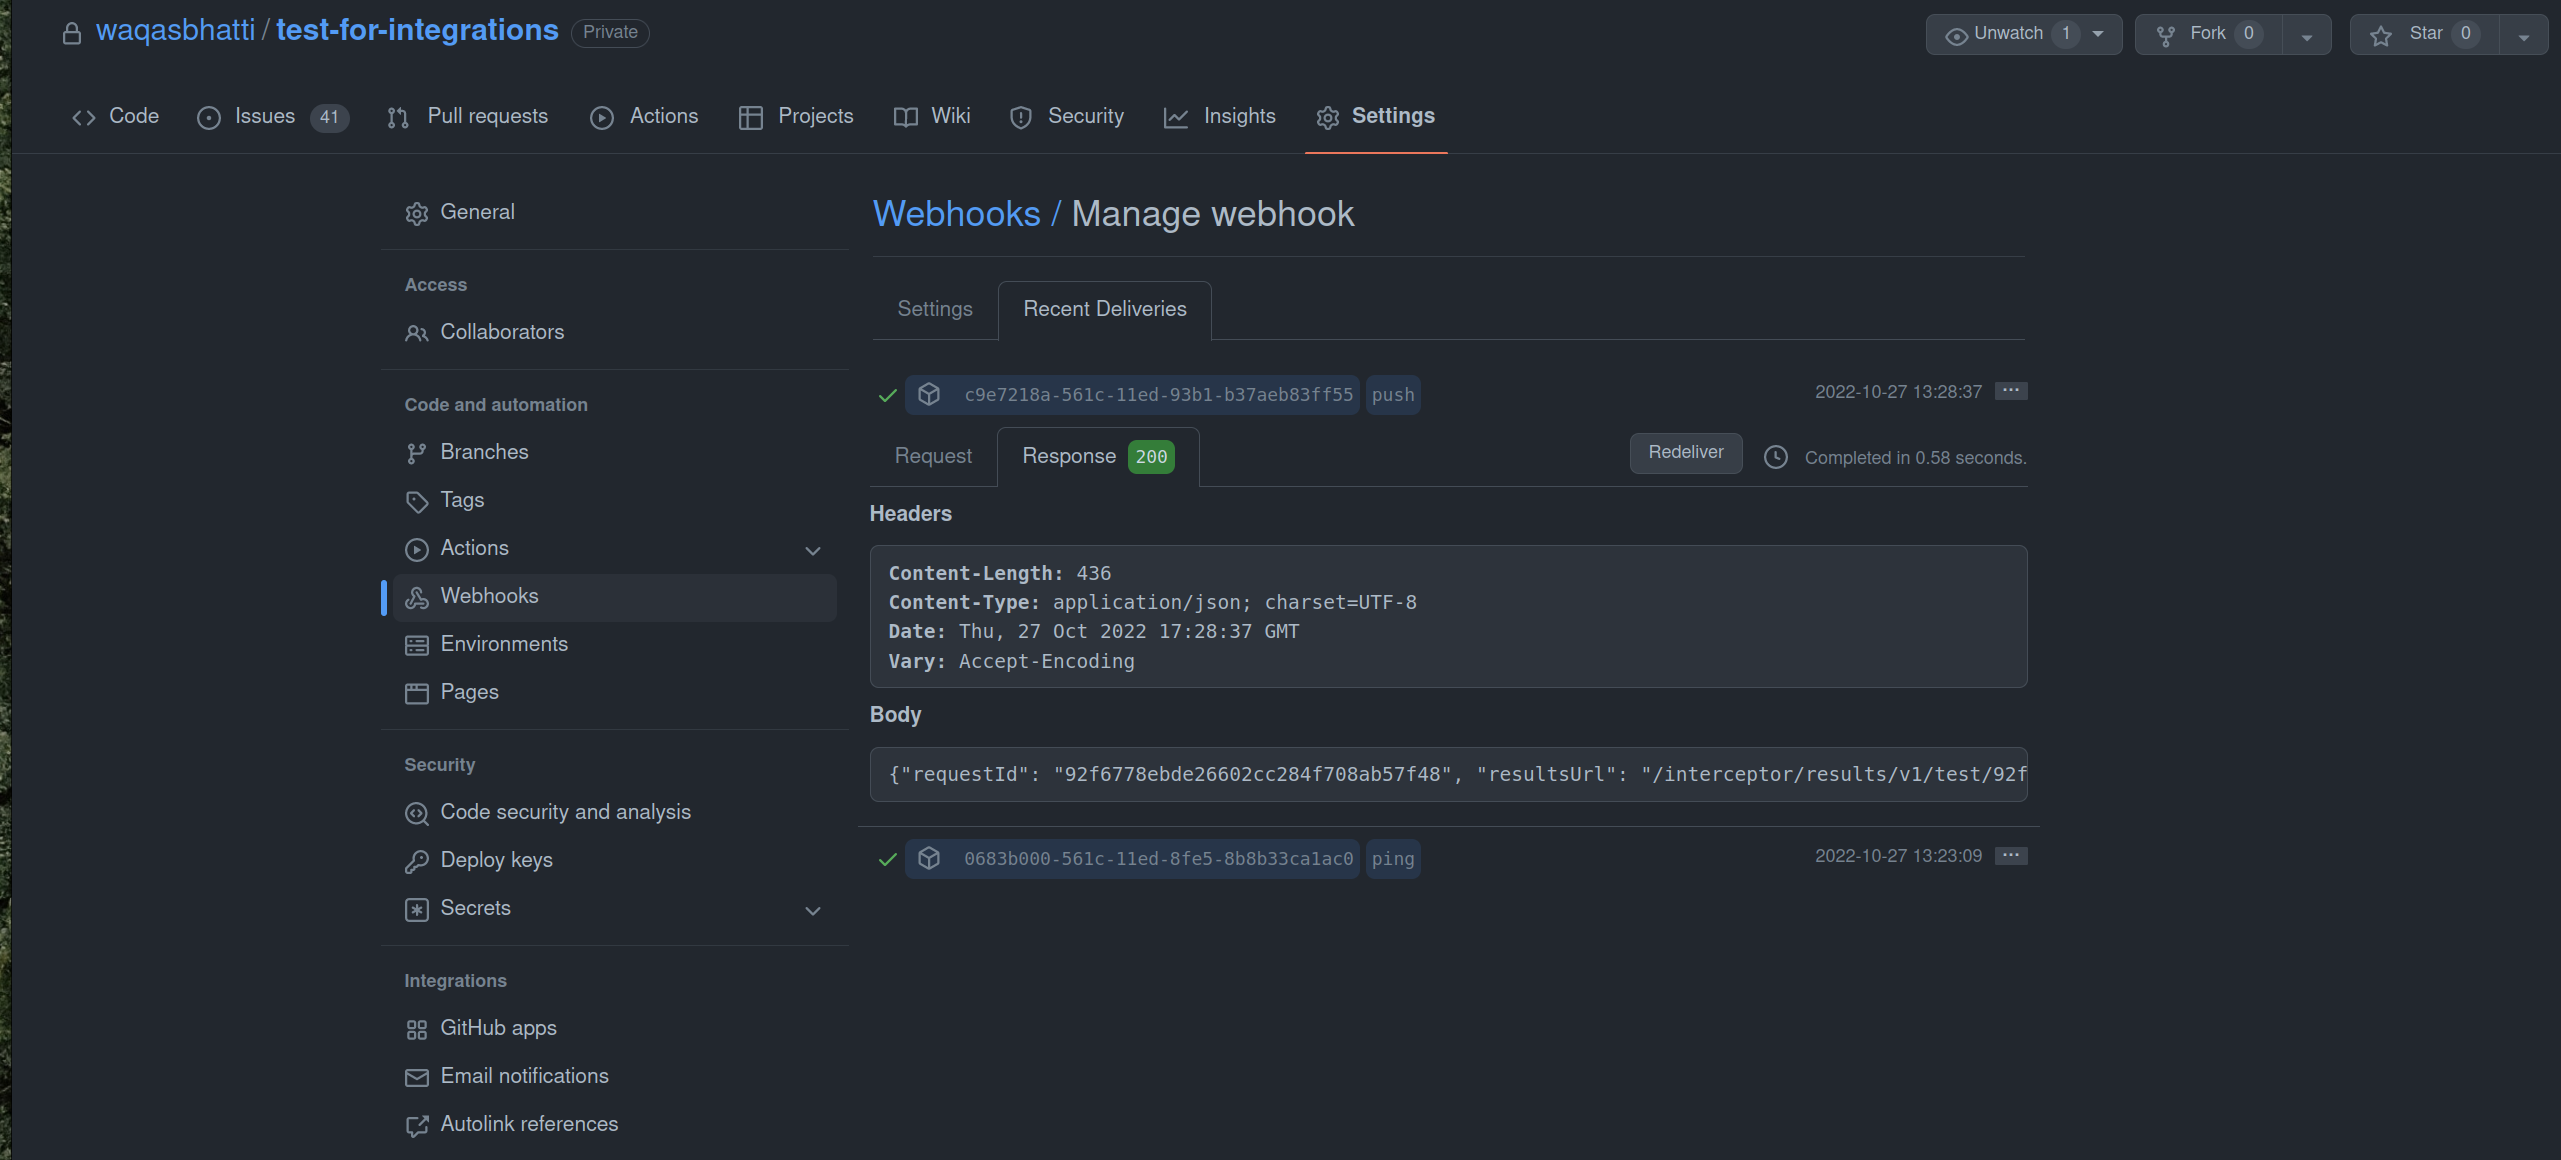 waqasbhatti / test-for-integrations Private
Unwatch 1 Fork 0 Star 0
Code Issues 41 Pull requests Actions Projects Wiki Security Insights Settings
General
Access
Collaborators
Code and automation
Branches
Tags
Actions
Webhooks
Environments
Pages
Security
Code security and analysis
Deploy keys
Secrets
Integrations
GitHub apps
Email notifications
Autolink references
Webhooks / Manage webhook
Settings Recent Deliveries
c9e7218a-561c-11ed-93b1-b37aeb83ff55 push 2022-10-27 13:28:37 ...
Request Response 200 Redeliver Completed in 0.58 seconds.
Headers
Content-Length: 436
Content-Type: application/json; charset=UTF-8
Date: Thu, 27 Oct 2022 17:28:37 GMT
Vary: Accept-Encoding
Body
{"requestId": "92f6778ebde26602cc284f708ab57f48", "resultsUrl": "/interceptor/results/v1/test/92f
0683b000-561c-11ed-8fe5-8b8b33ca1ac0 ping 2022-10-27 13:23:09 ...